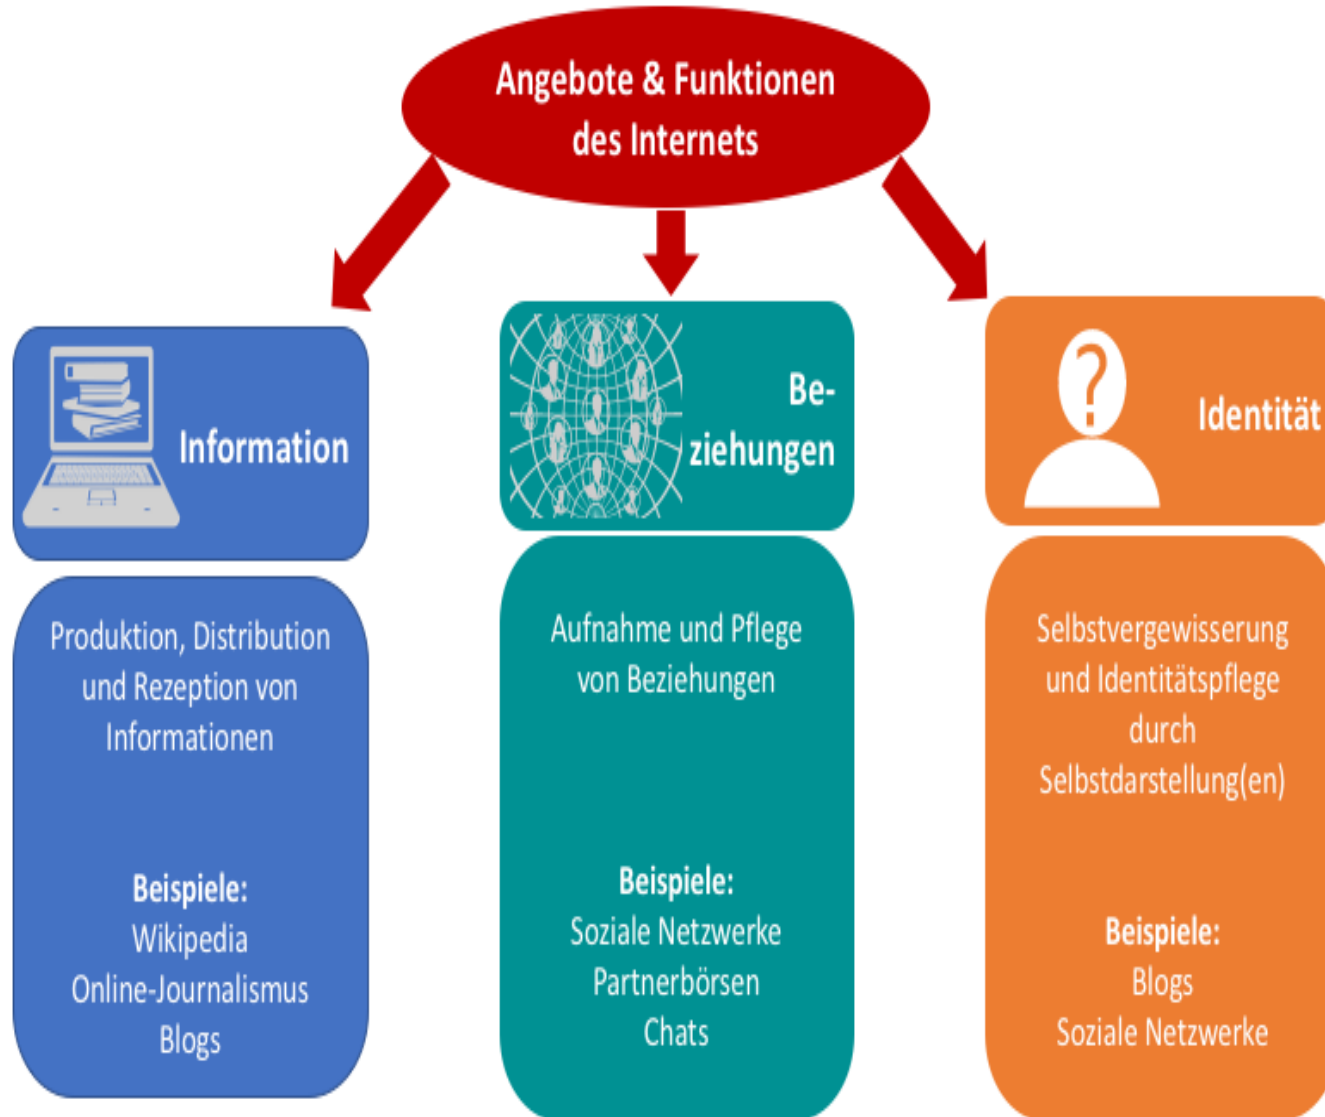 Angebote & Funktionen
des Internets
Information
Produktion, Distribution
und Rezeption von
Informationen
Beispiele:
Wikipedia
Online-Journalismus
Blogs
Be-
ziehungen
Aufnahme und Pflege
von Beziehungen
Beispiele:
Soziale Netzwerke
Partnerbörsen
Chats
?
Identität
Selbstvergewisserung
und Identitätspflege
durch
Selbstdarstellung(en)
Beispiele:
Blogs
Soziale Netzwerke